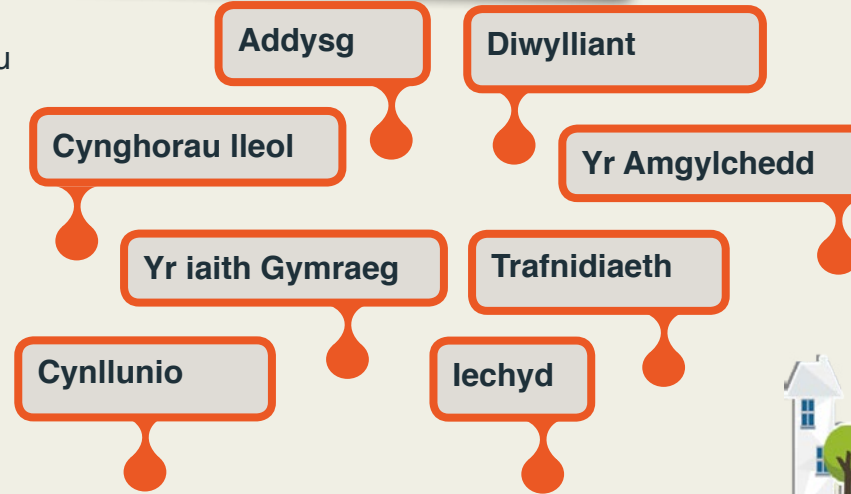 Addysg
Diwylliant
Cynghorau lleol
Yr Amgylchedd
Yr iaith Gymraeg
Trafnidiaeth
Cynllunio
Iechyd